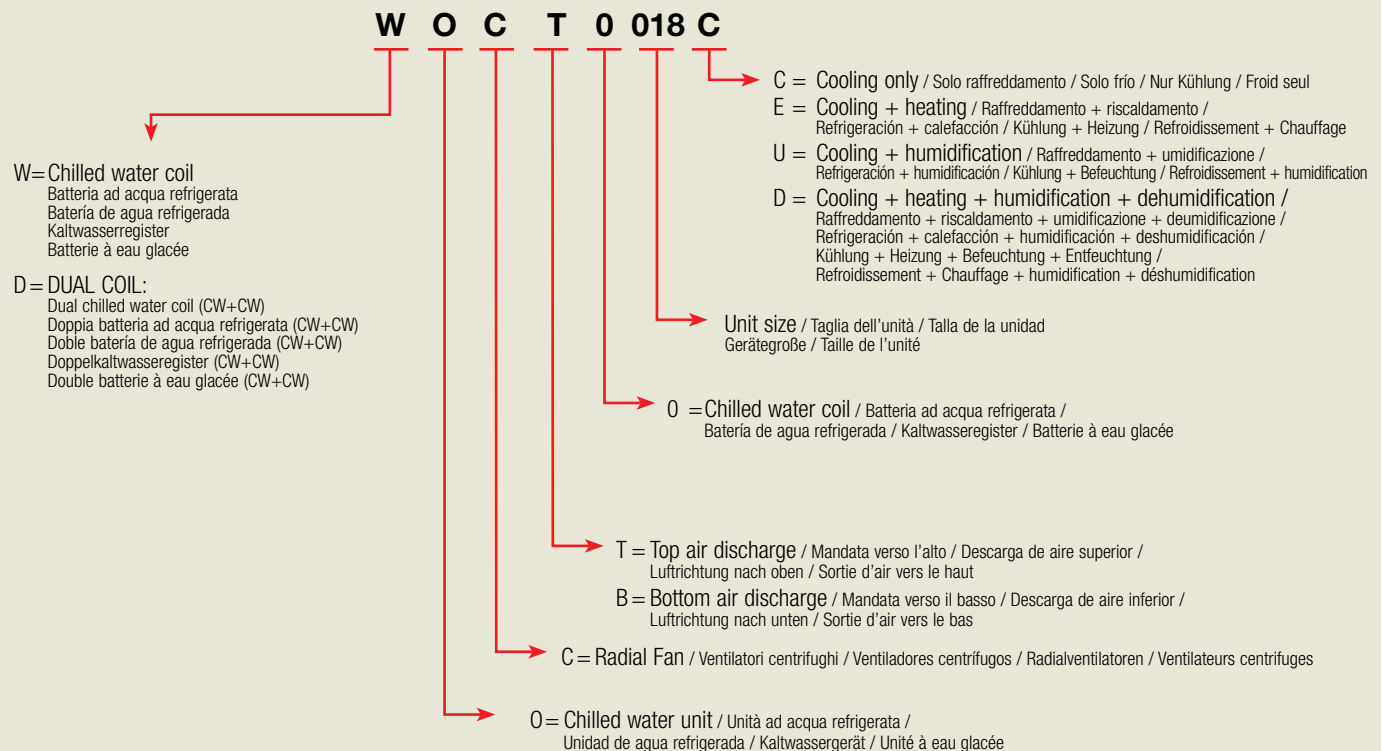 W O C T 0 018 C
C = Cooling only / Solo raffreddamento / Solo frío / Nur Kühlung / Froid seul
E = Cooling + heating / Raffreddamento + riscaldamento /
Refrigeración + calefacción / Kühlung + Heizung / Refroidissement + Chauffage
U = Cooling + humidification / Raffreddamento + umidificazione /
Refrigeración + humidificación / Kühlung + Befeuchtung / Refroidissement + humidification
D = Cooling + heating + humidification + dehumidification /
Raffreddamento + riscaldamento + umidificazione + deumidificazione /
Refrigeración + calefacción + humidificación + deshumidificación /
Kühlung + Heizung + Befeuchtung + Entfeuchtung /
Refroidissement + Chauffage + humidification + déshumidification
W= Chilled water coil
Batteria ad acqua refrigerata
Batería de agua refrigerada
Kaltwasserregister
Batterie à eau glacée
D = DUAL COIL:
Dual chilled water coil (CW+CW)
Doppia batteria ad acqua refrigerata (CW+CW)
Doble batería de agua refrigerada (CW+CW)
Doppelkaltwasseregister (CW+CW)
Double batterie à eau glacée (CW+CW)
Unit size / Taglia dell'unità / Talla de la unidad
Gerätegroße / Taille de l'unité
0 = Chilled water coil / Batteria ad acqua refrigerata /
Batería de agua refrigerada / Kaltwasseregister / Batterie à eau glacée
T = Top air discharge / Mandata verso l'alto / Descarga de aire superior /
Luftrichtung nach oben / Sortie d'air vers le haut
B = Bottom air discharge / Mandata verso il basso / Descarga de aire inferior /
Luftrichtung nach unten / Sortie d'air vers le bas
C = Radial Fan / Ventilatori centrifughi / Ventiladores centrífugos / Radialventilatoren / Ventilateurs centrifuges
O = Chilled water unit / Unità ad acqua refrigerata /
Unidad de agua refrigerada / Kaltwassergerät / Unité à eau glacée